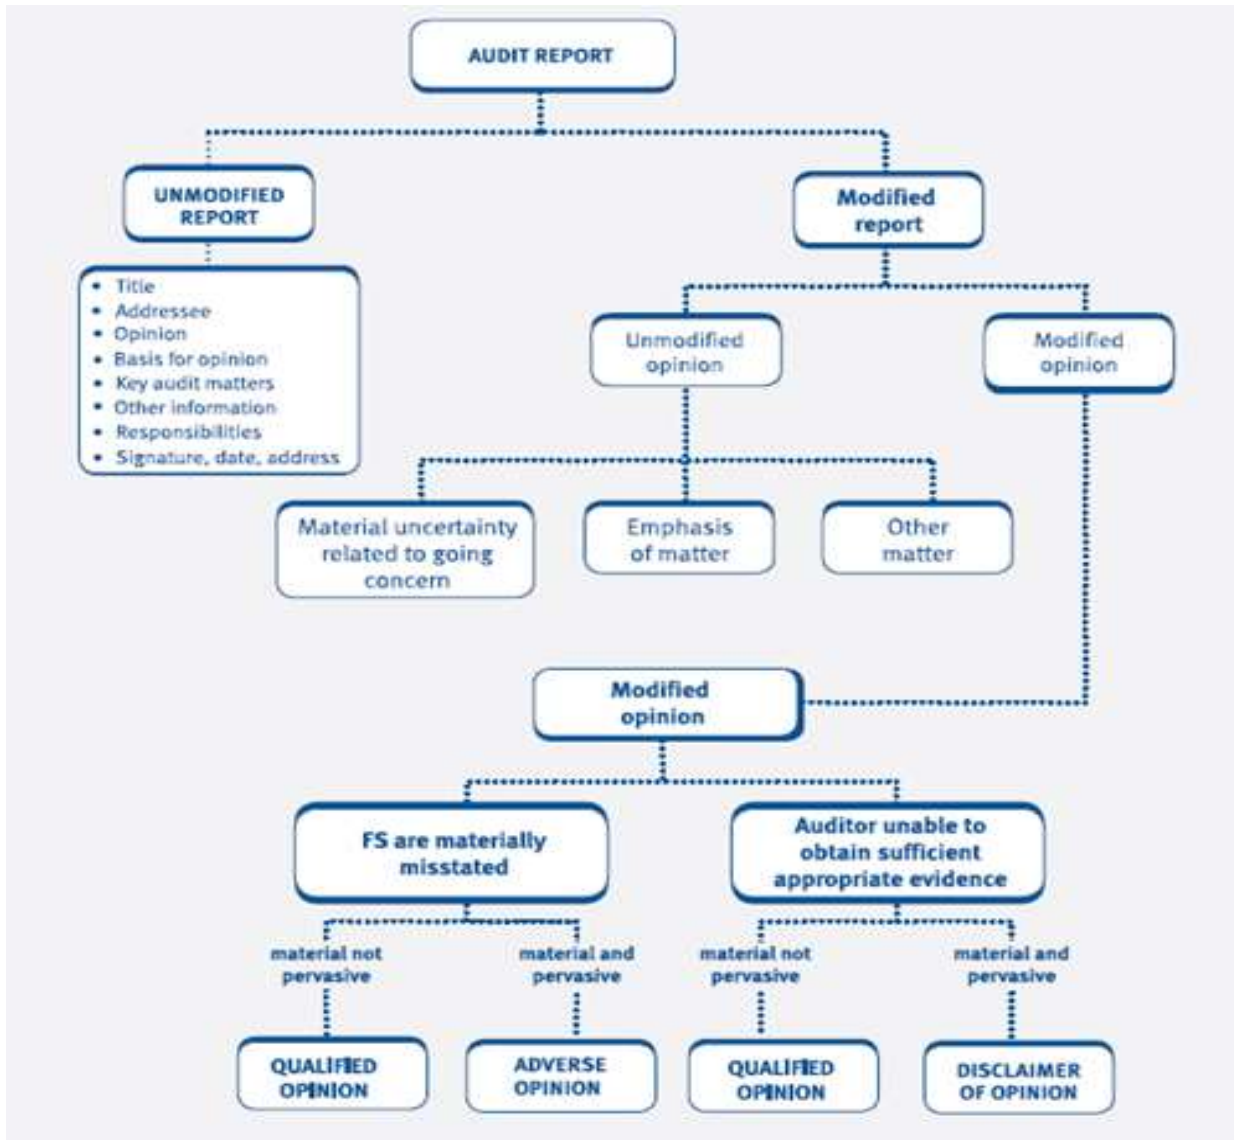 AUDIT REPORT
UNMODIFIED
REPORT
Modified
report
• Title
• Addressee
• Opinion
• Basis for opinion
• Key audit matters
• Other information
• Responsibilities
• Signature, date, address
Unmodified
opinion
Modified
opinion
Material uncertainty
related to going
concern
Emphasis
of matter
Other
matter
Modified
opinion
FS are materially
misstated
Auditor unable to
obtain sufficient
appropriate evidence
material not
pervasive
material and
pervasive
material not
pervasive
material and
pervasive
QUALIFIED
OPINION
ADVERSE
OPINION
QUALIFIED
OPINION
DISCLAIMER
OF OPINION